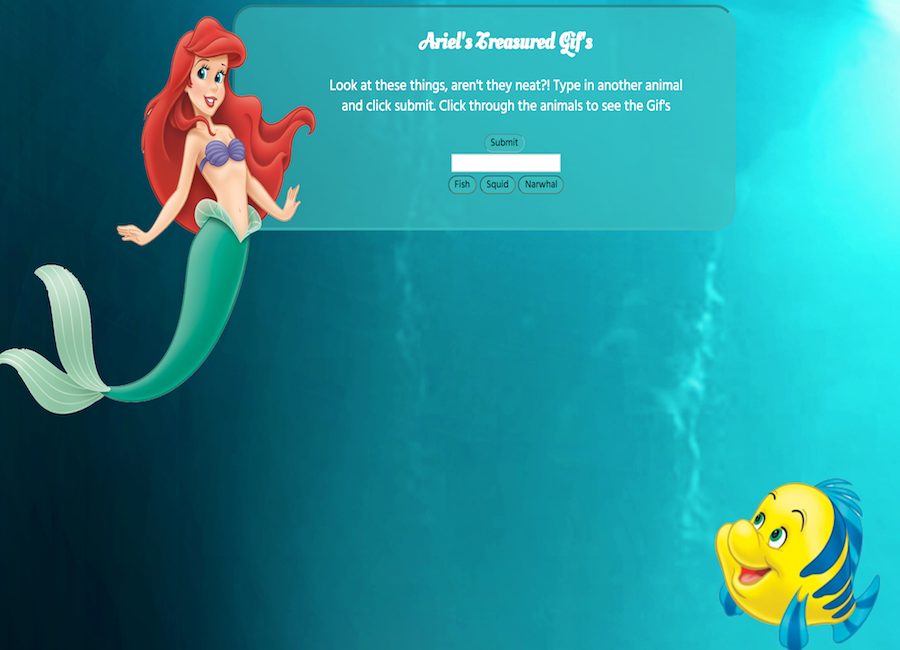 Ariel's Treasured Gif's
Look at these things, aren't they neat?! Type in another animal
and click submit. Click through the animals to see the Gif's
Submit
Fish Squid Narwhal